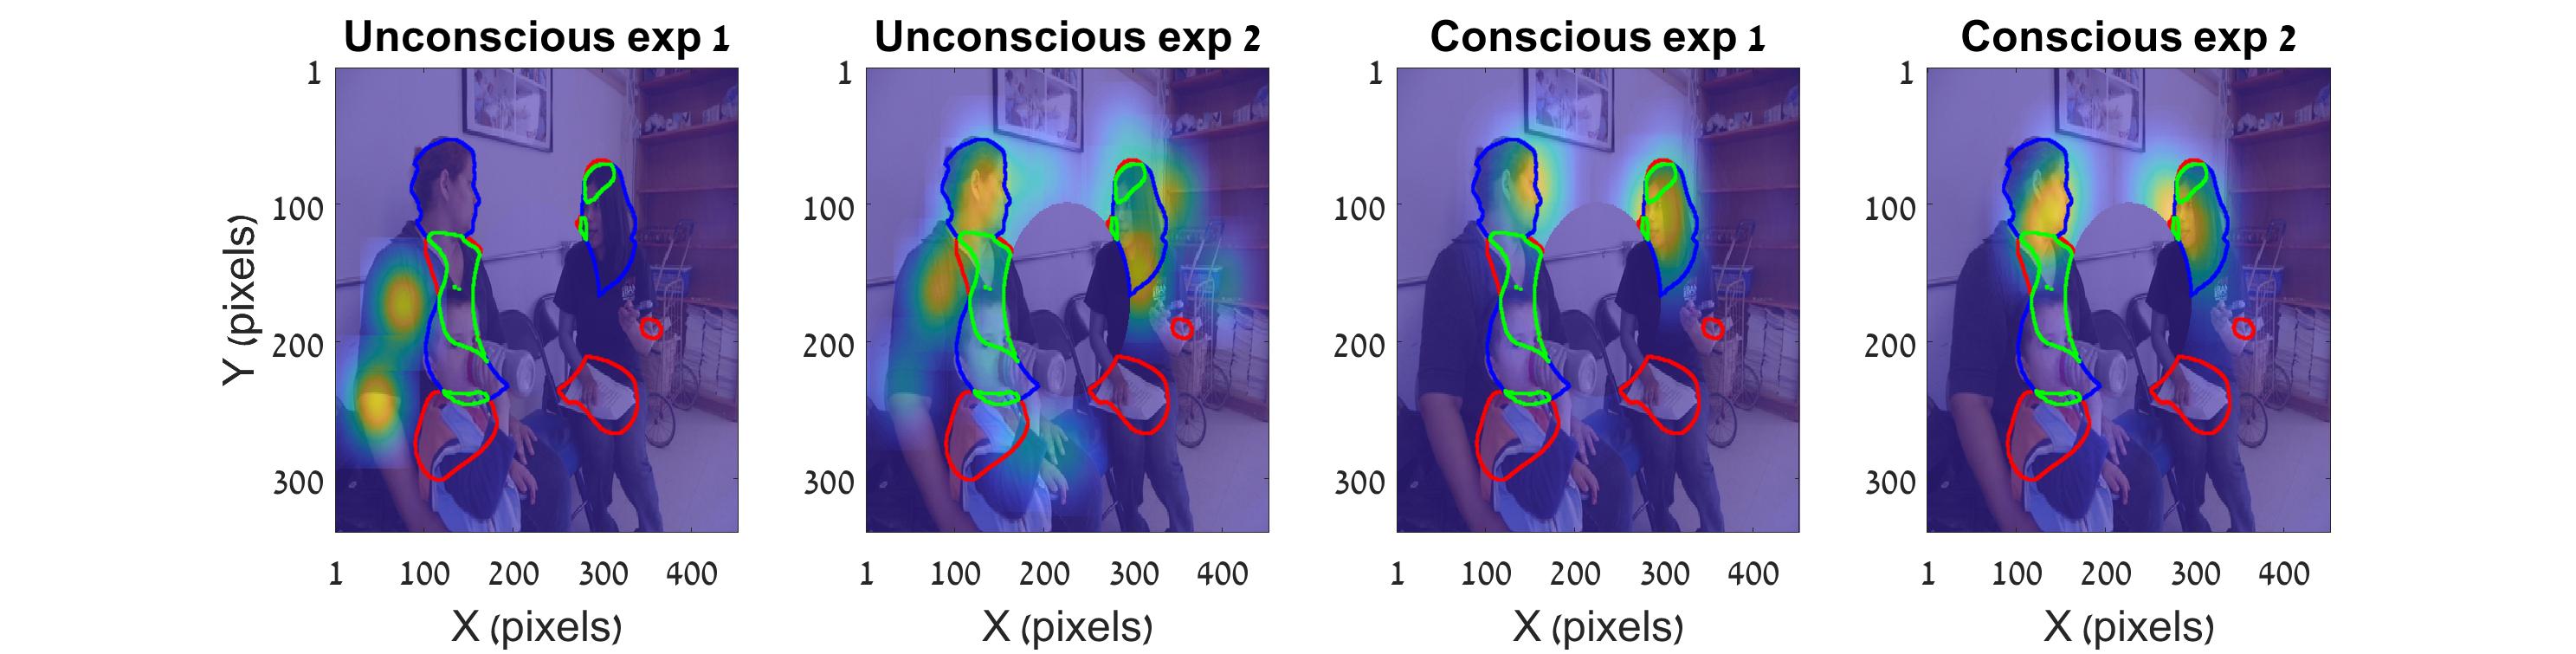 Unconscious exp 1 Unconscious exp 2 Conscious exp 1 Conscious exp 2
1 1 1 1
100 100 100 100
200 200 200 200
300 300 300 300
Y (pixels)
1 100 200 300 400 1 100 200 300 400 1 100 200 300 400 1 100 200 300 400
X (pixels) X (pixels) X (pixels) X (pixels)